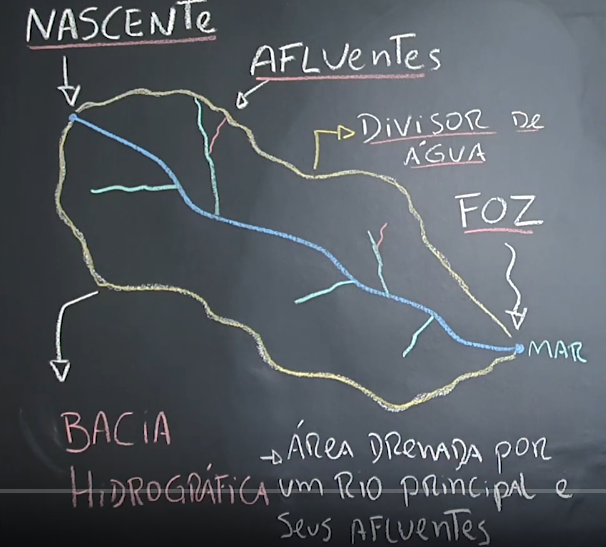 NASCENTE
AFLUENTES
DIVISOR DE
ÁGUA
FOZ
MAR
BACIA
HIDROGRÁFICA
→ ÁREA DRENADA POR
UM RIO PRINCIPAL E
SEUS AFLUENTES